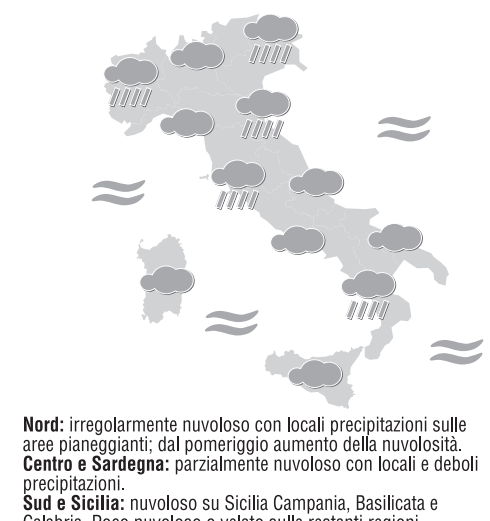 Nord: irregolarmente nuvoloso con locali precipitazioni sulle
aree pianeggianti; dal pomeriggio aumento della nuvolosità.
Centro e Sardegna: parzialmente nuvoloso con locali e deboli
precipitazioni.
Sud e Sicilia: nuvoloso su Sicilia Campania, Basilicata e
Calabria. Poco nuvoloso o velato sulle restanti regioni